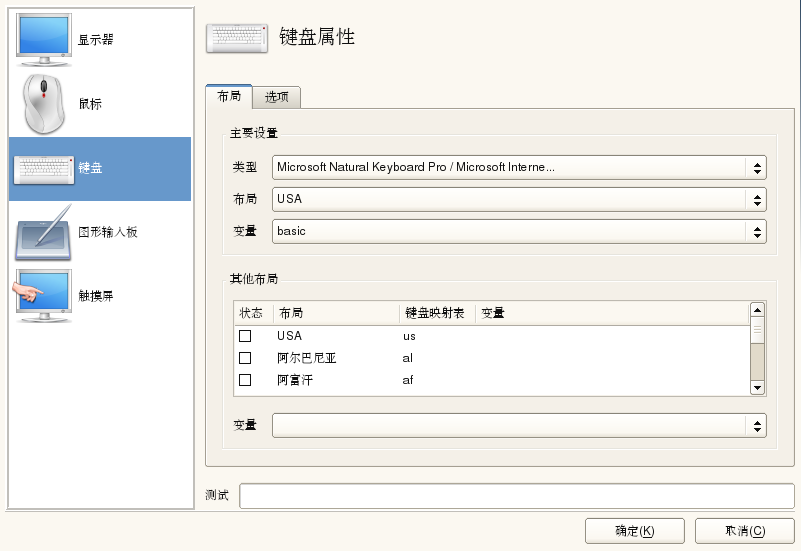 显示器
鼠标
键盘
图形输入板
触摸屏
键盘属性
布局 选项
主要设置
类型 Microsoft Natural Keyboard Pro / Microsoft Interne...
布局 USA
变量 basic
其他布局
状态 布局 键盘映射表 变量
USA us
阿尔巴尼亚 al
阿富汗 af
变量
测试
确定(K) 取消(C)